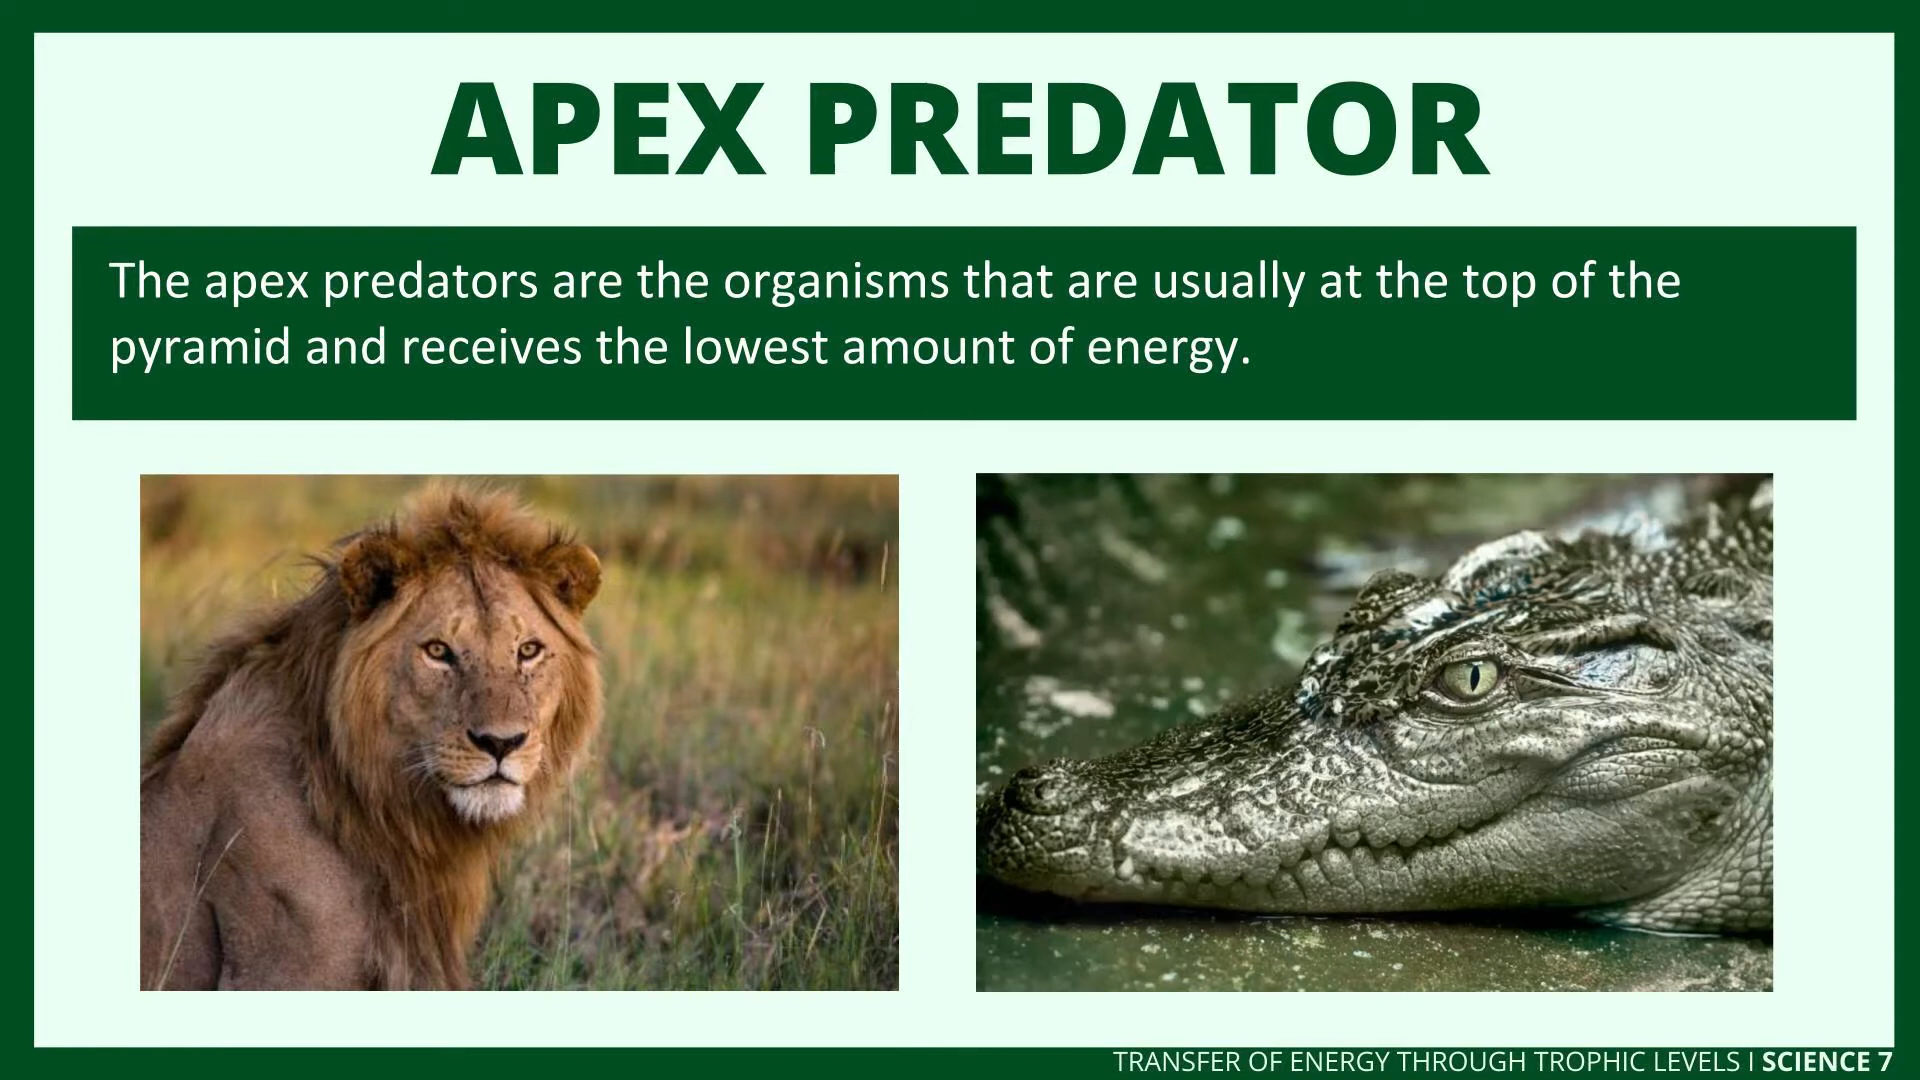 APEX PREDATOR
The apex predators are the organisms that are usually at the top of the
pyramid and receives the lowest amount of energy.
TRANSFER OF ENERGY THROUGH TROPHIC LEVELS I SCIENCE 7